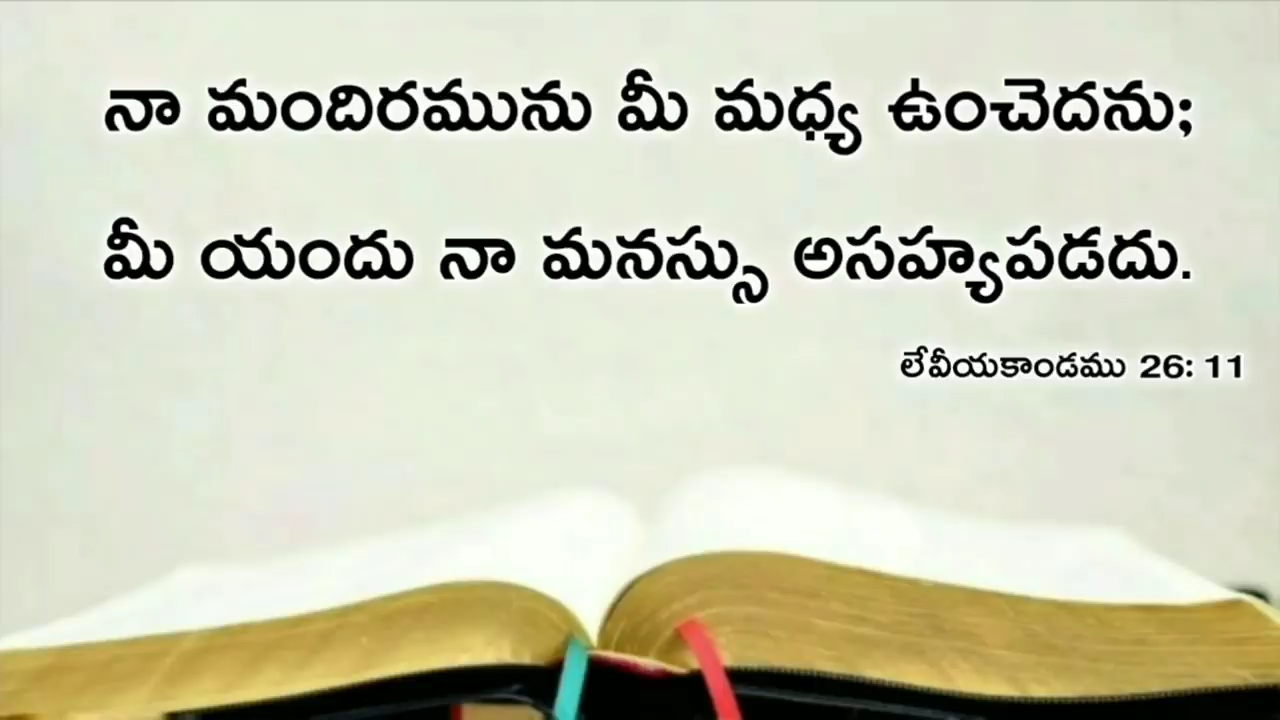 నా మందిరమును మీ మధ్య ఉంచెదను;
మీ యందు నా మనస్సు అసహ్యపడదు.
లేవీయకాండము 26: 11